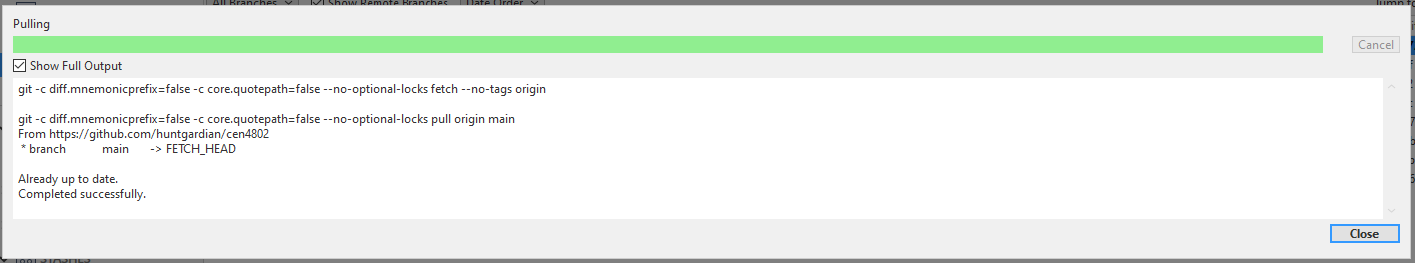 All Branches Show Remote Branches Date Order Jump to
Pulling
Cancel
Show Full Output
git -c diff.mnemonicprefix=false -c core.quotepath=false --no-optional-locks fetch --no-tags origin
git -c diff.mnemonicprefix=false -c core.quotepath=false --no-optional-locks pull origin main
From https://github.com/huntgardian/cen4802
* branch main -> FETCH_HEAD
Already up to date.
Completed successfully.
Close
STASHES